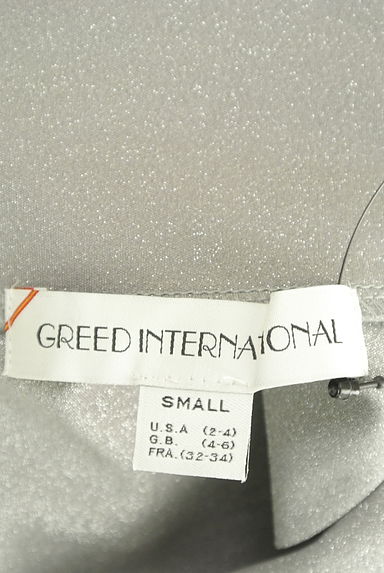 GREED INTERNATIONAL
SMALL
U.S.A (2-4)
G.B. (4-6)
FRA. (32-34)